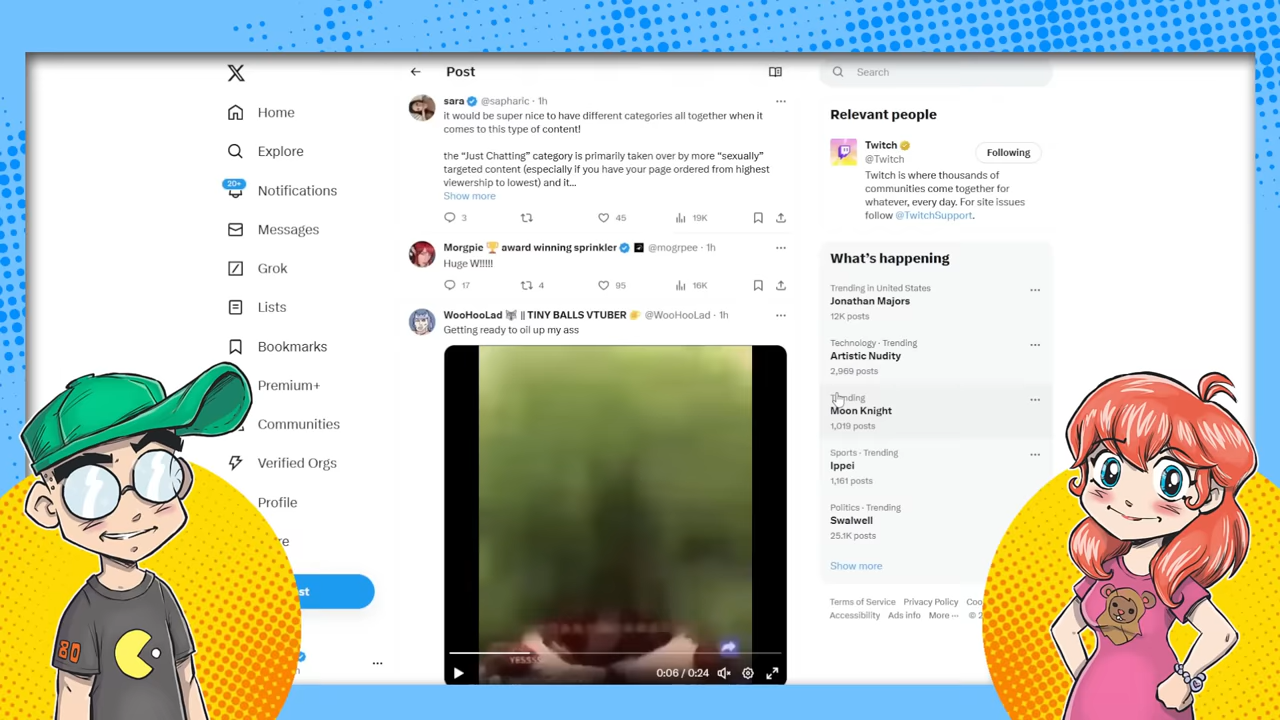 Home
Explore
20+
Notifications
Messages
Grok
Lists
Bookmarks
Premium+
Communities
Verified Orgs
Profile
Post
sara @sapharic · 1h
it would be super nice to have different categories all together when it
comes to this type of content!
the “Just Chatting” category is primarily taken over by more “sexually”
targeted content (especially if you have your page ordered from highest
viewership to lowest) and it...
Show more
3 45 19K
Morgpie 🏆 award winning sprinkler @mogrpee · 1h
Huge W!!!!!
17 4 95 16K
WooHooLad 🐺 || TINY BALLS VTUBER @WooHooLad · 1h
Getting ready to oil up my ass
0:06 / 0:24
Search
Relevant people
Twitch
@Twitch
Following
Twitch is where thousands of
communities come together for
whatever, every day. For site issues
follow @TwitchSupport.
What’s happening
Trending in United States
Jonathan Majors
12K posts
Technology · Trending
Artistic Nudity
2,969 posts
Trending
Moon Knight
1,019 posts
Sports · Trending
Ippei
1,161 posts
Politics · Trending
Swalwell
25.1K posts
Show more
Terms of Service Privacy Policy
Accessibility Ads info More ···
80